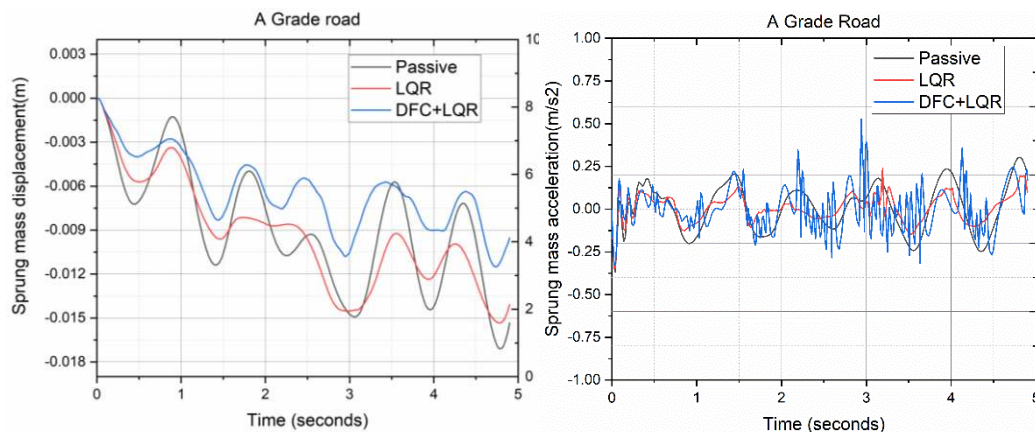 A Grade road
Sprung mass displacement(m)
0.003
0.000
-0.003
-0.006
-0.009
-0.012
-0.015
-0.018
10
8
6
4
2
0
Passive
LQR
DFC+LQR
0 1 2 3 4 5
Time (seconds)
A Grade Road
Sprung mass acceleration(m/s2)
1.00
0.75
0.50
0.25
0.00
-0.25
-0.50
-0.75
-1.00
Passive
LQR
DFC+LQR
0 1 2 3 4 5
Time (seconds)